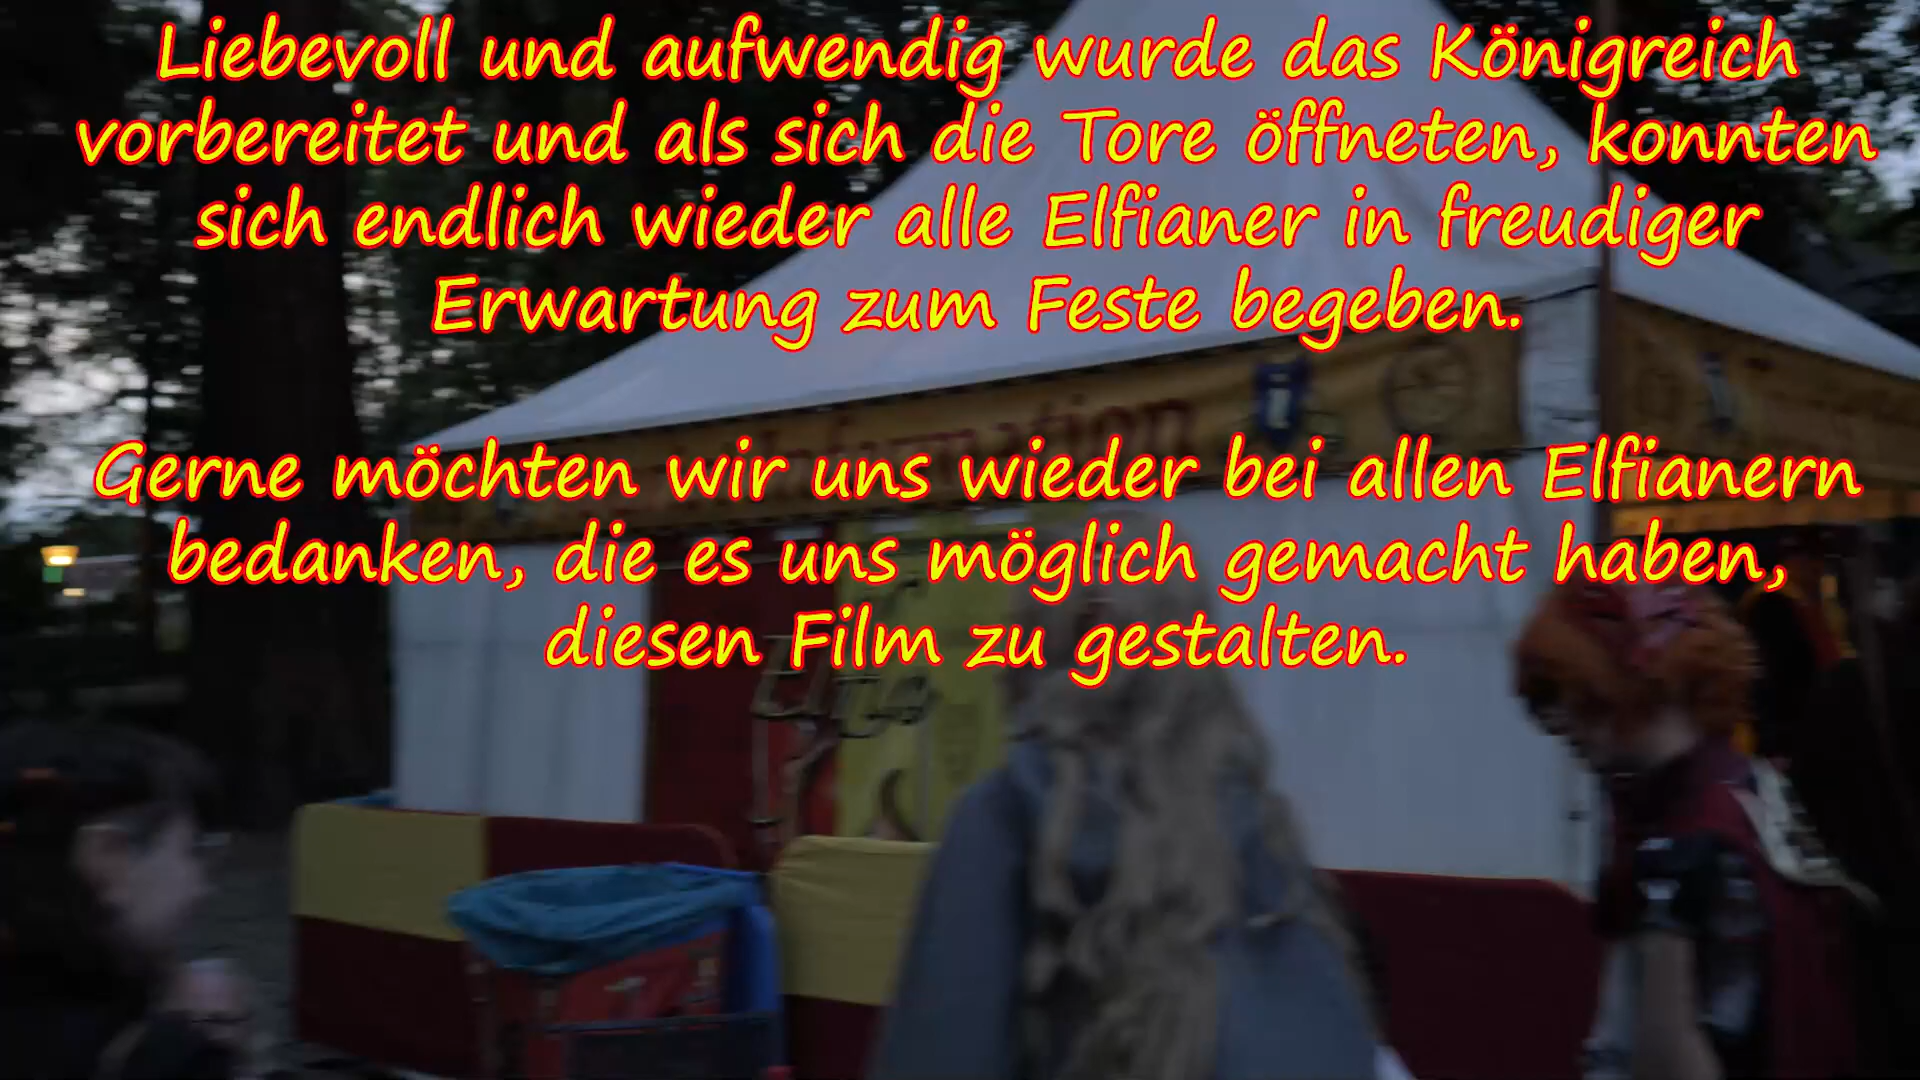 Liebevoll und aufwendig wurde das Königreich
vorbereitet und als sich die Tore öffneten, konnten
sich endlich wieder alle Elfianer in freudiger
Erwartung zum Feste begeben.
Information
Gerne möchten wir uns wieder bei allen Elfianern
bedanken, die es uns möglich gemacht haben,
diesen Film zu gestalten.